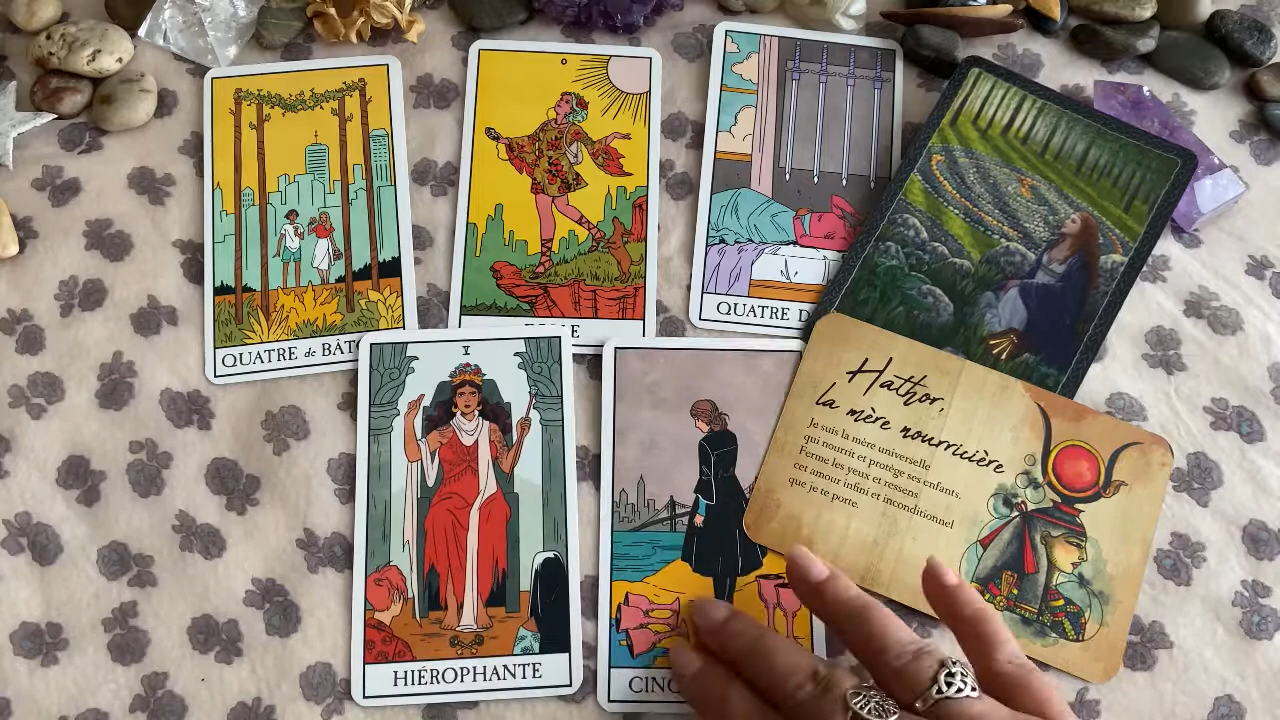 QUATRE de BÂT
0
QUATRE D
V
HIÉROPHANTE
CINQ
Hathor,
la mère nourricière
Je suis la mère universelle
qui nourrit et protège ses enfants.
Ferme les yeux et ressens
cet amour infini et inconditionnel
que je te porte.